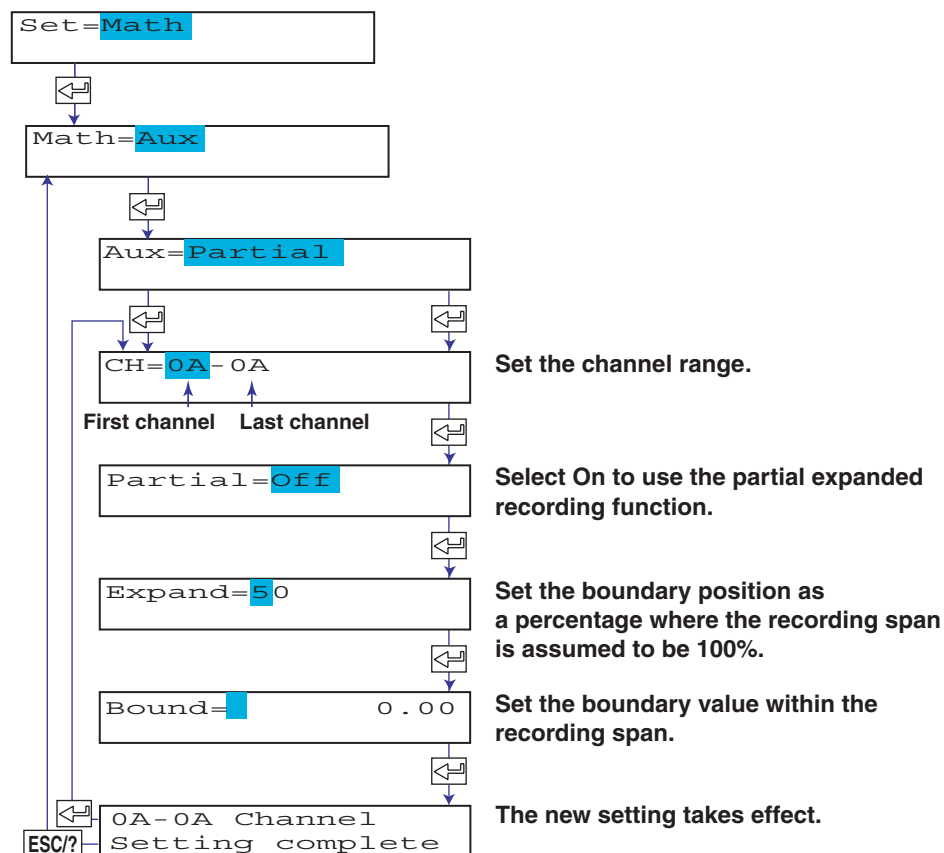 Set=Math
Math=Aux
Aux=Partial
CH=0A-0A
Set the channel range.
First channel Last channel
Partial=Off
Select On to use the partial expanded
recording function.
Expand=50
Set the boundary position as
a percentage where the recording span
is assumed to be 100%.
Bound= 0.00
Set the boundary value within the
recording span.
0A-0A Channel
Setting complete
The new setting takes effect.
ESC/?